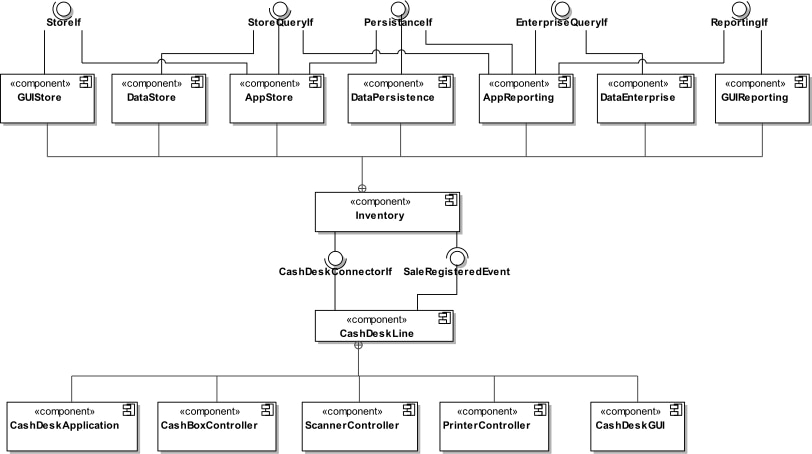 StoreIf StoreQueryIf PersistanceIf EnterpriseQueryIf ReportingIf
«component» «component» «component» «component» «component» «component» «component»
GUIStore DataStore AppStore DataPersistence AppReporting DataEnterprise GUIReporting
«component»
Inventory
CashDeskConnectorIf SaleRegisteredEvent
«component»
CashDeskLine
«component» «component» «component» «component» «component»
CashDeskApplication CashBoxController ScannerController PrinterController CashDeskGUI